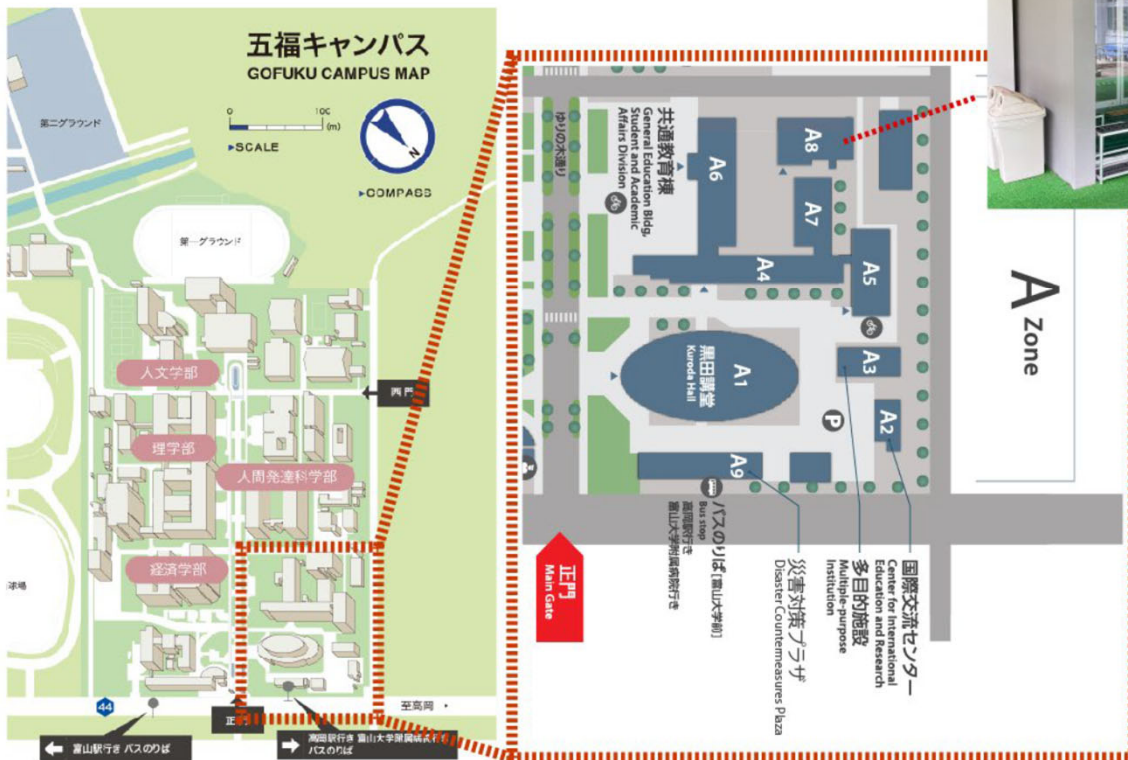 五福キャンパス
GOFUKU CAMPUS MAP
0 100
(m)
▶SCALE
N
▶COMPASS
第二グラウンド
第一グラウンド
人文学部
西門
理学部
人間発達科学部
経済学部
球場
44
至高岡
富山駅行き バスのりば
高岡駅行き 富山大学附属病院行き
バスのりば
ゆりの木通り
共通教育棟
General Education Bldg,
Student and Academic
Affairs Division
A6
A8
A7
A4
A5
A1
黒田講堂
Kuroda Hall
A3
A2
P
A9
A
Zone
バスのりば[富山大学前]
Bus stop
高岡駅行き
富山大学附属病院行き
正門
Main Gate
国際交流センター
Center for International
Education and Research
多目的施設
Multiple-purpose
Institution
災害対策プラザ
Disaster Countermeasures Plaza